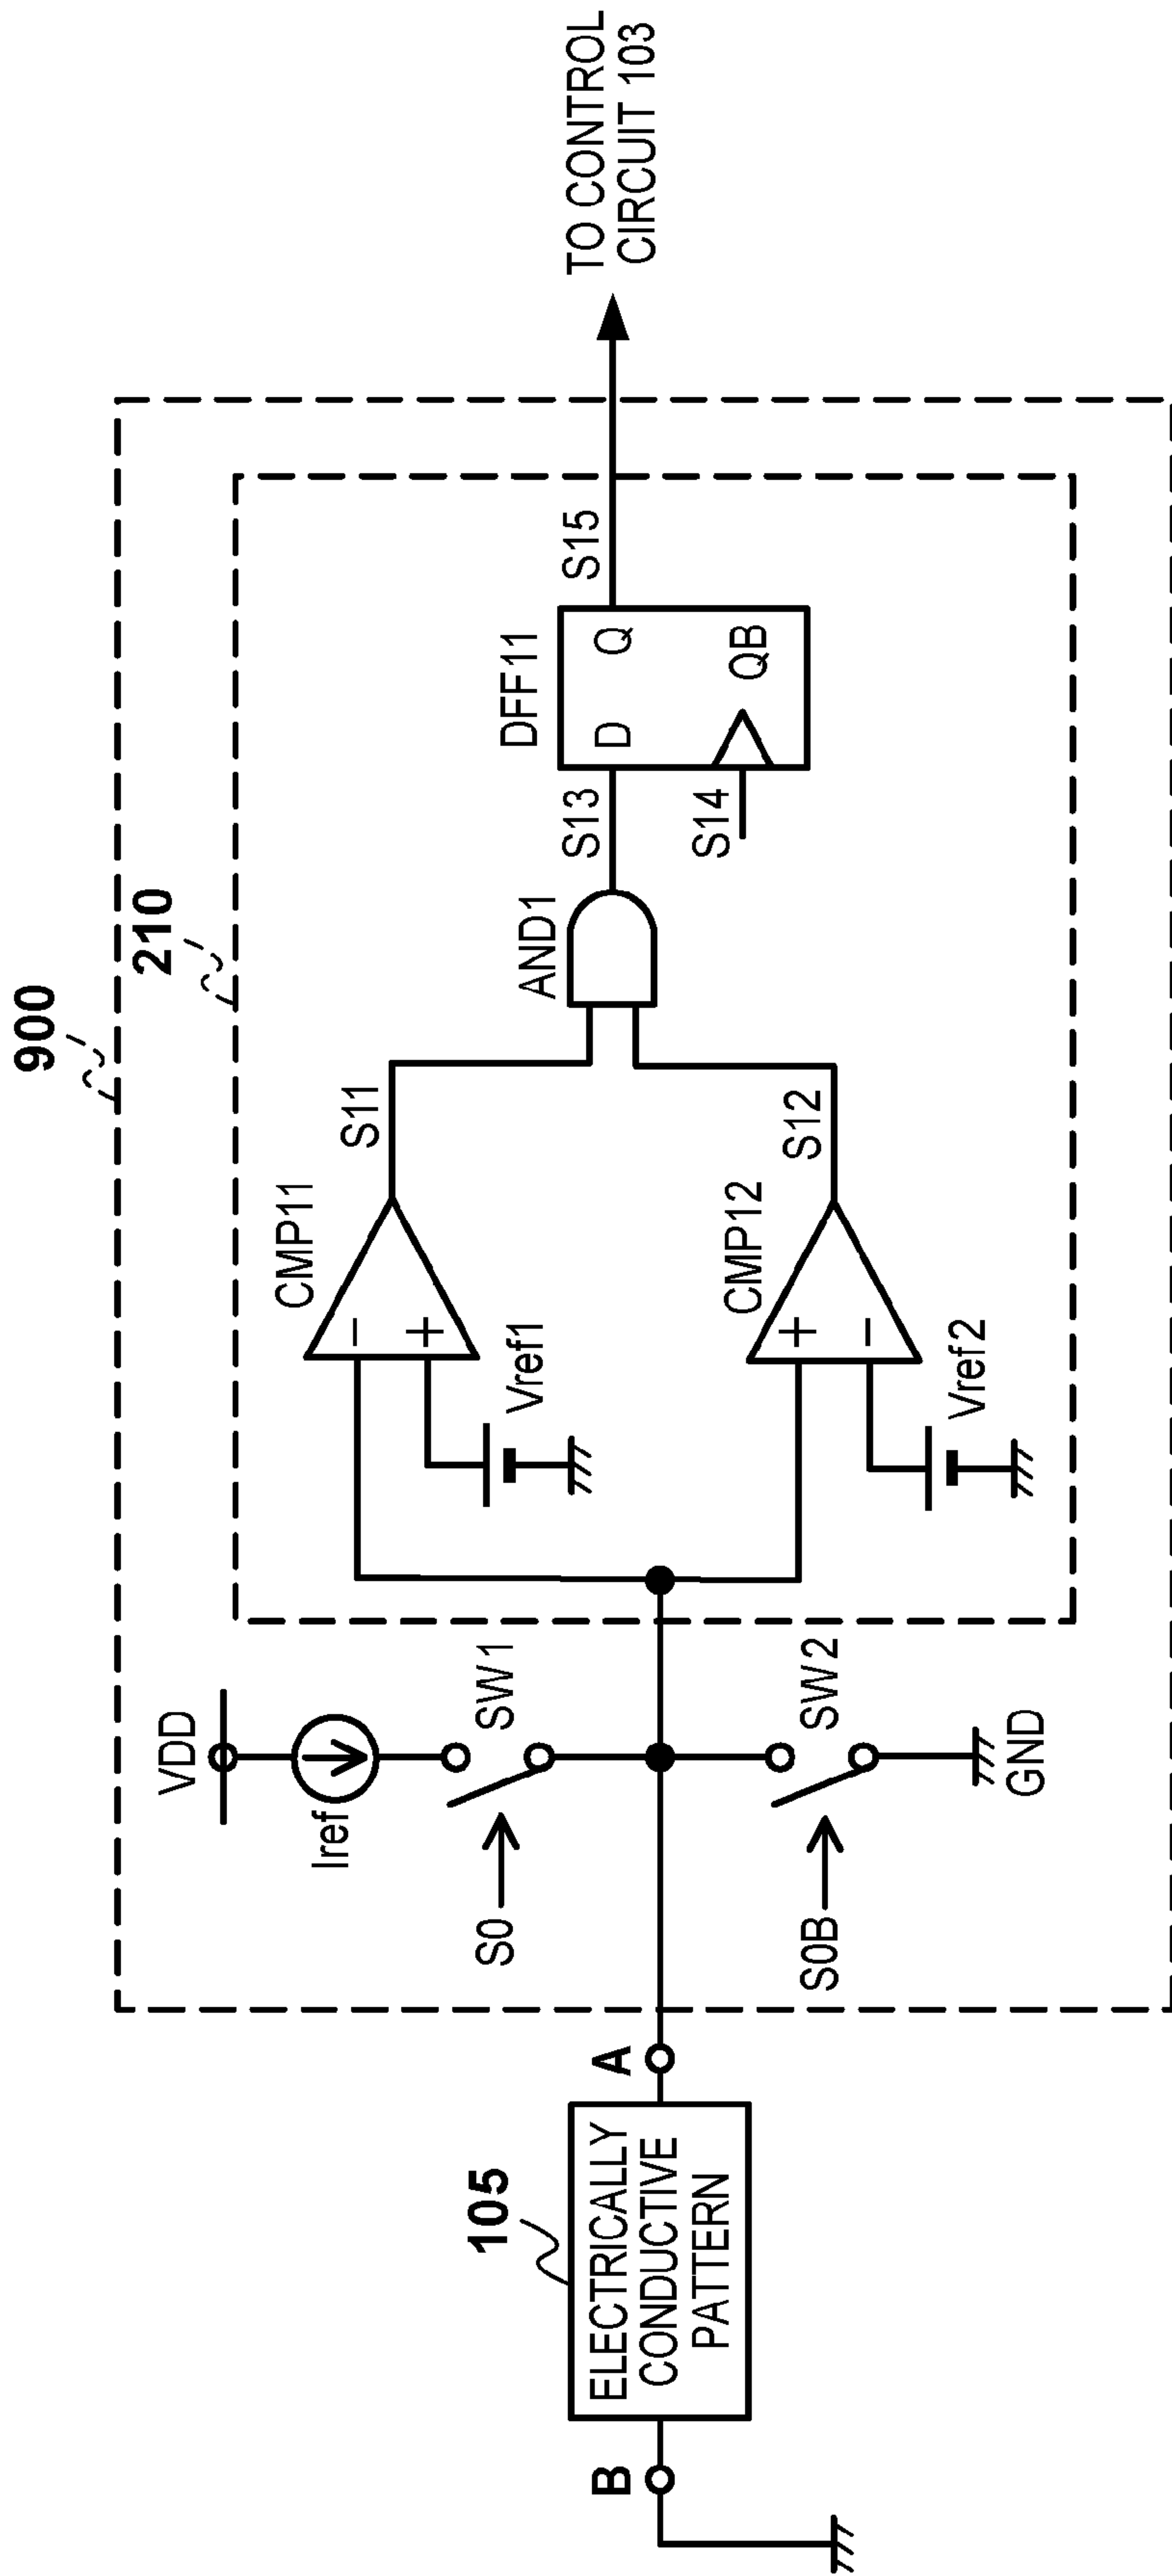 900
210
VDD
Iref
S0
SW1
CMP11
−
+
Vref1
S11
AND1
S13
DFF11
D
Q
QB
S14
S15
TO CONTROL
CIRCUIT 103
105
ELECTRICALLY
CONDUCTIVE
PATTERN
B
A
S0B
SW2
GND
CMP12
+
−
Vref2
S12